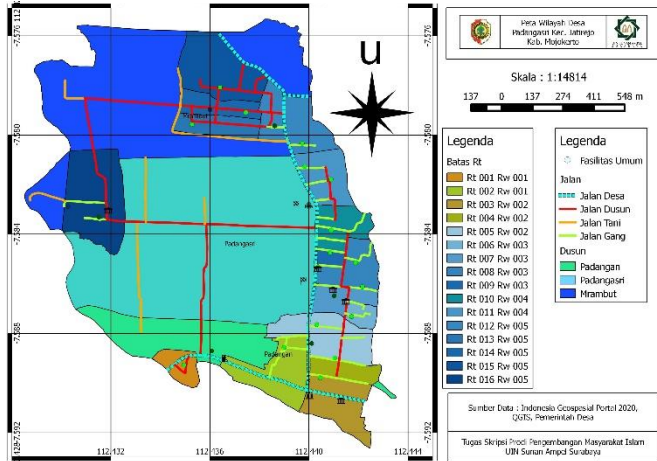 Peta Wilayah Desa
Padangasri Kec. Jatirejo
Kab. Mojokerto
Skala : 1:14814
137 0 137 274 411 548 m
Legenda
Batas Rt
Rt 001 Rw 001
Rt 002 Rw 001
Rt 003 Rw 002
Rt 004 Rw 002
Rt 005 Rw 002
Rt 006 Rw 003
Rt 007 Rw 003
Rt 008 Rw 003
Rt 009 Rw 003
Rt 010 Rw 004
Rt 011 Rw 004
Rt 012 Rw 005
Rt 013 Rw 005
Rt 014 Rw 005
Rt 015 Rw 005
Rt 016 Rw 005
Legenda
Fasilitas Umum
Jalan
Jalan Desa
Jalan Dusun
Jalan Tani
Jalan Gang
Dusun
Padangan
Padangasri
Mrambut
Sumber Data : Indonesia Geospasial Portal 2020,
QGIS, Pemerintah Desa
Tugas Skripsi Prodi Pengembangan Masyarakat Islam
UIN Sunan Ampel Surabaya
u
Mrambut
Padangasri
Padangan
-7.576
-7.580
-7.592
112.432
112.436
112.440
112.444